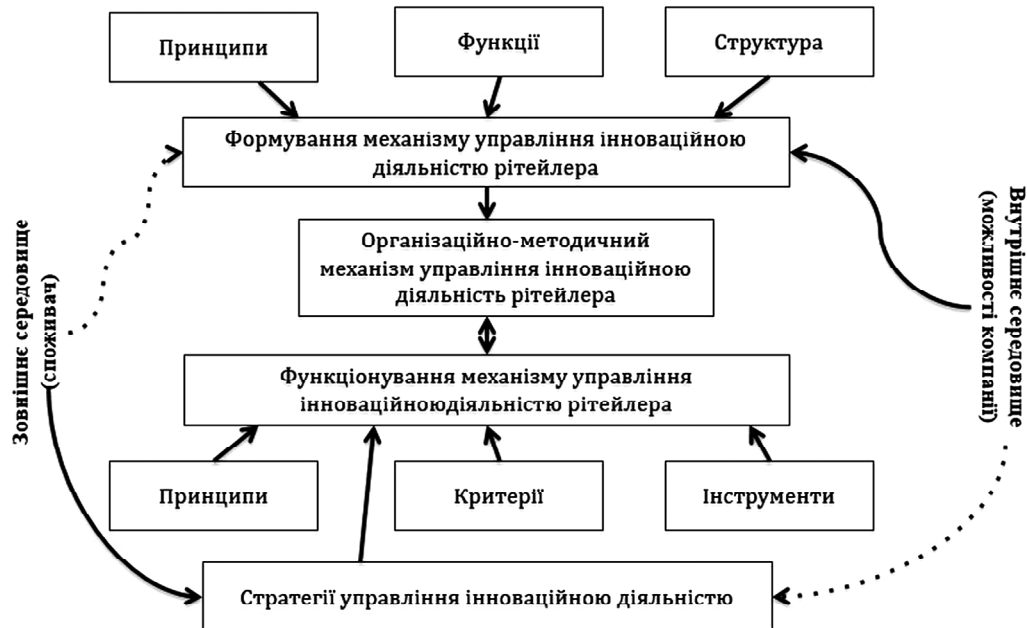 Принципи
Функції
Структура
Формування механізму управління інноваційною
діяльністю рітейлера
Зовнішнє середовище
(споживач)
Організаційно-методичний
механізм управління інноваційною
діяльність рітейлера
Внутрішнє середовище
(можливості компанії)
Функціонування механізму управління
інноваційноюдіяльністю рітейлера
Принципи
Критерії
Інструменти
Стратегії управління інноваційною діяльністю